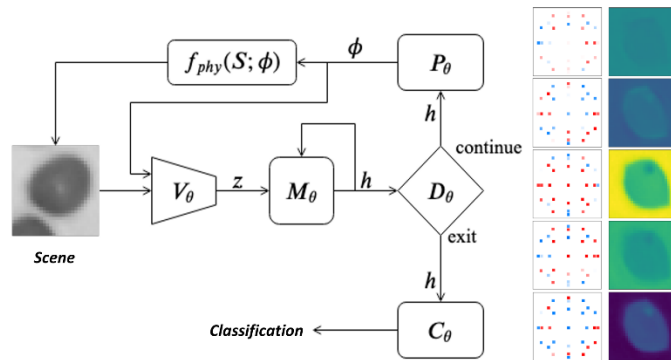 f_phy(S; ϕ)
ϕ
P_θ
h
continue
V_θ
z
M_θ
h
D_θ
exit
Scene
h
Classification
C_θ